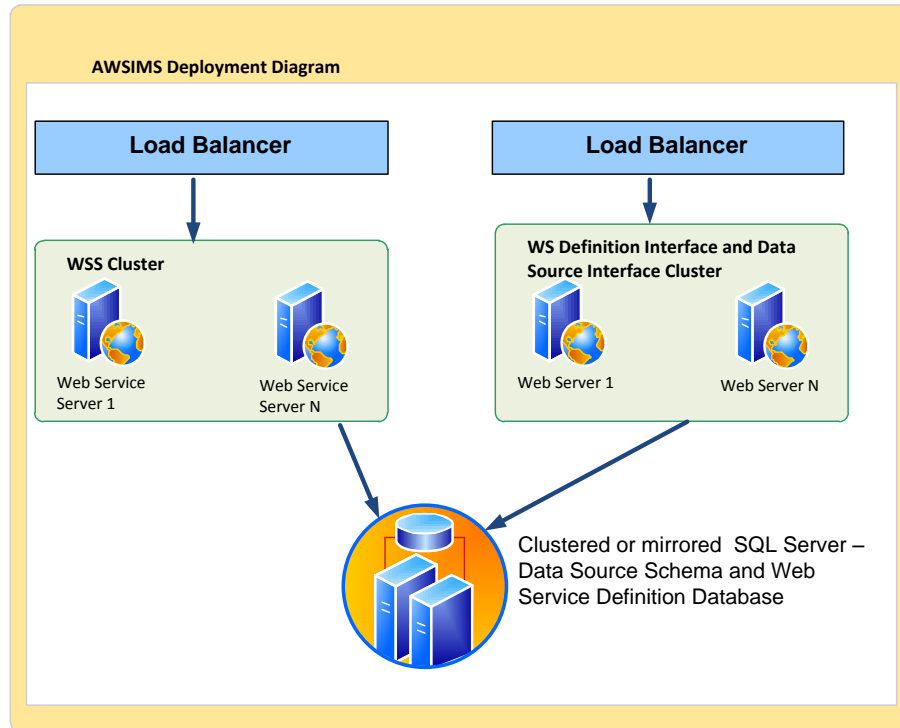 AWSIMS Deployment Diagram
Load Balancer
Load Balancer
WSS Cluster
Web Service
Server 1
Web Service
Server N
WS Definition Interface and Data
Source Interface Cluster
Web Server 1
Web Server N
Clustered or mirrored SQL Server –
Data Source Schema and Web
Service Definition Database